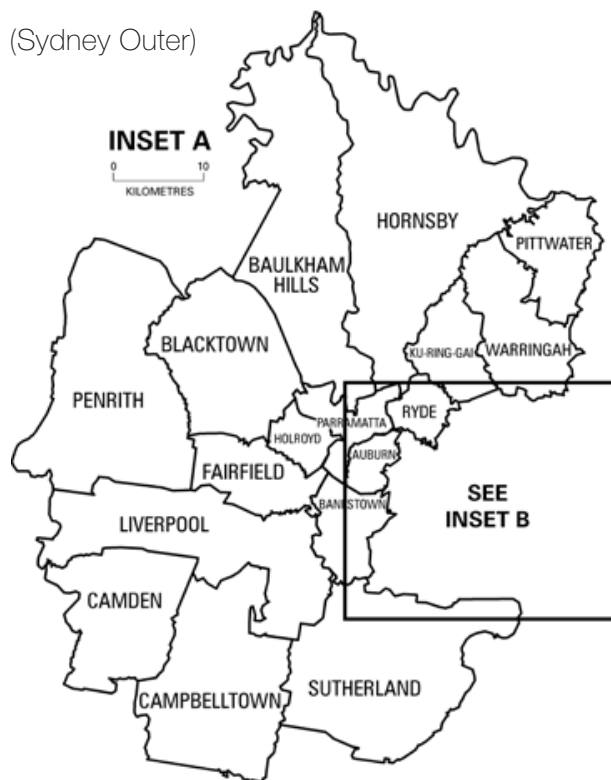 (Sydney Outer)
INSET A
0 10
KILOMETRES
HORNSBY
PITTWATER
BAULKHAM
HILLS
BLACKTOWN
KU-RING-GAI
WARRINGAH
PENRITH
PARRAMATTA
RYDE
HOLROYD
AUBURN
FAIRFIELD
BANKSTOWN
SEE
INSET B
LIVERPOOL
CAMDEN
CAMPBELLTOWN
SUTHERLAND